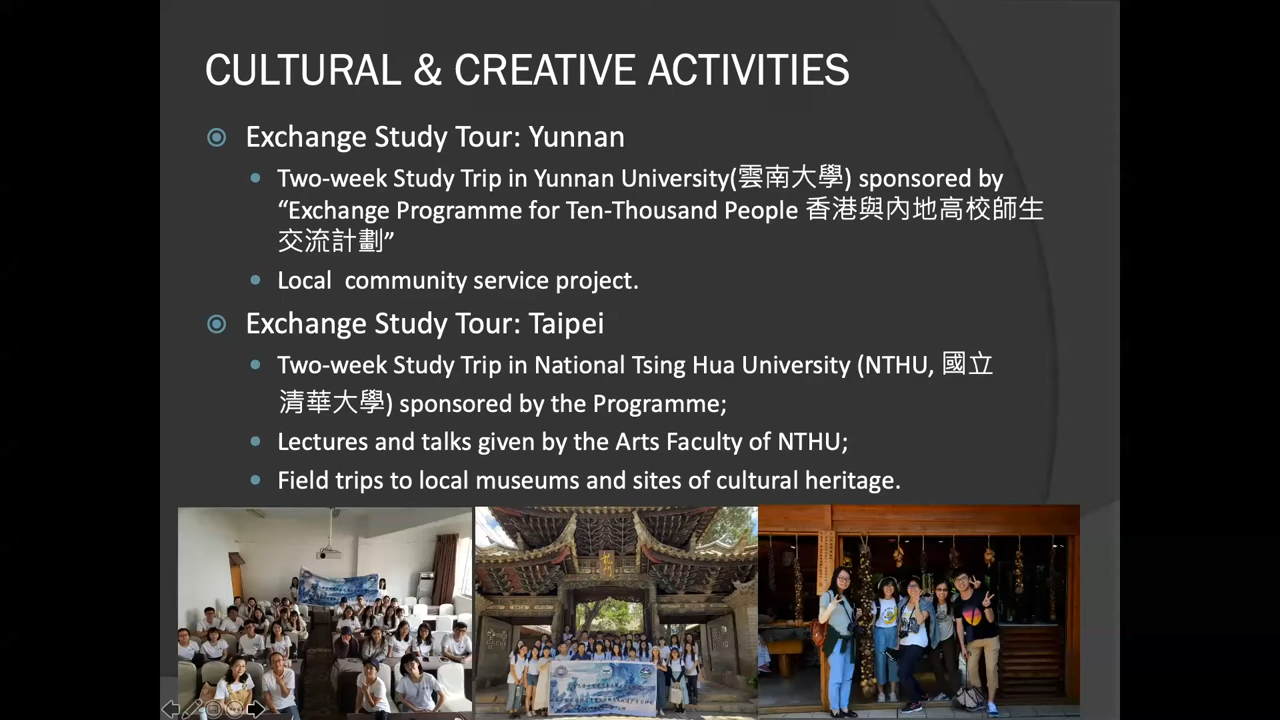 CULTURAL & CREATIVE ACTIVITIES
Exchange Study Tour: Yunnan
Two-week Study Trip in Yunnan University(雲南大學) sponsored by
“Exchange Programme for Ten-Thousand People 香港與內地高校師生
交流計劃”
Local community service project.
Exchange Study Tour: Taipei
Two-week Study Trip in National Tsing Hua University (NTHU, 國立
清華大學) sponsored by the Programme;
Lectures and talks given by the Arts Faculty of NTHU;
Field trips to local museums and sites of cultural heritage.